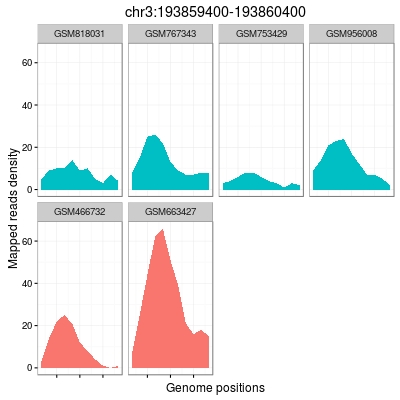 chr3:193859400-193860400
GSM818031 GSM767343 GSM753429 GSM956008
60
40
20
0
GSM466732 GSM663427
60
40
20
0
Mapped reads density
Genome positions